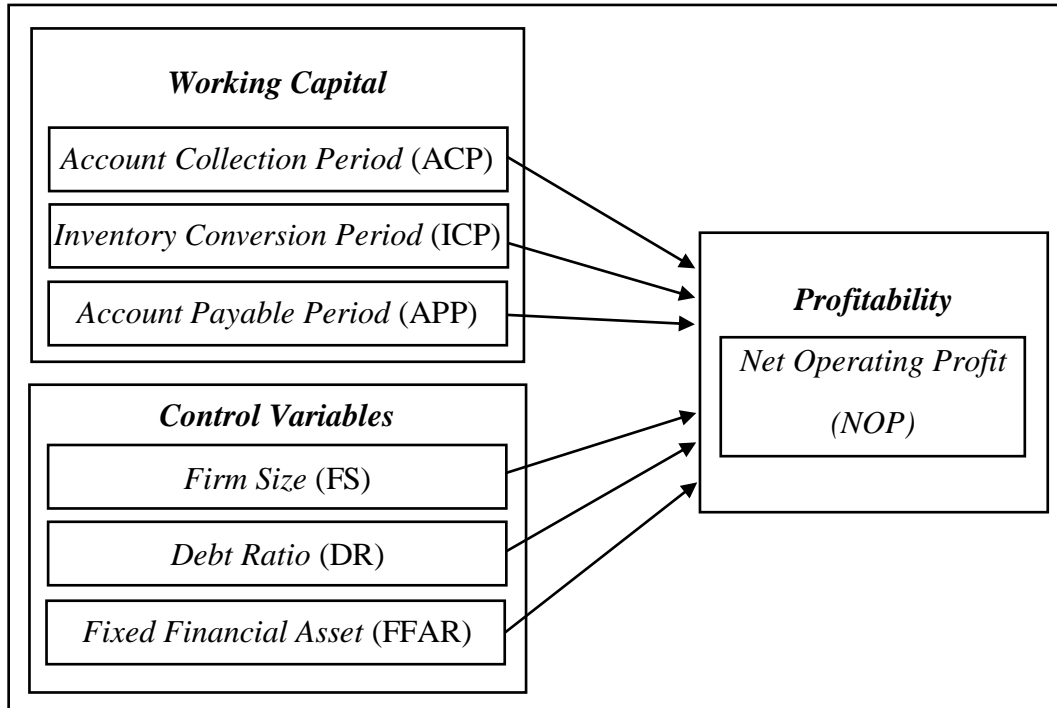 Working Capital
Account Collection Period (ACP)
Inventory Conversion Period (ICP)
Account Payable Period (APP)
Control Variables
Firm Size (FS)
Debt Ratio (DR)
Fixed Financial Asset (FFAR)
Profitability
Net Operating Profit
(NOP)